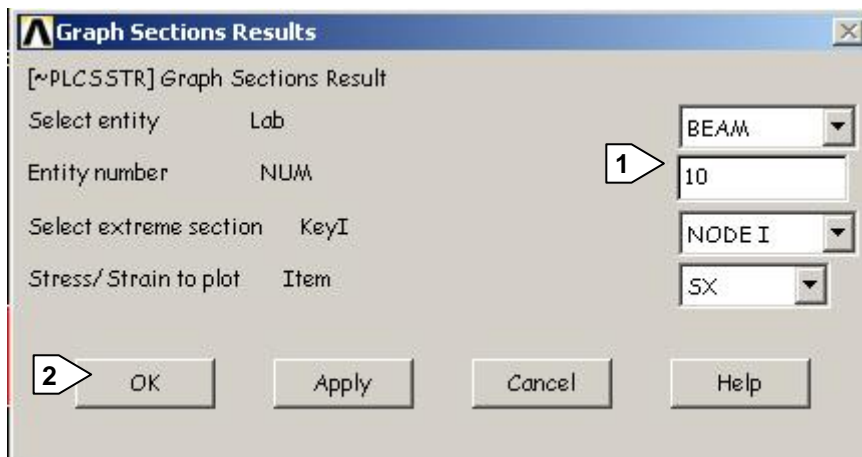 Graph Sections Results
[~PLCSSTR] Graph Sections Result
Select entity Lab BEAM
1
Entity number NUM 10
Select extreme section KeyI NODE I
Stress/Strain to plot Item SX
2
OK Apply Cancel Help